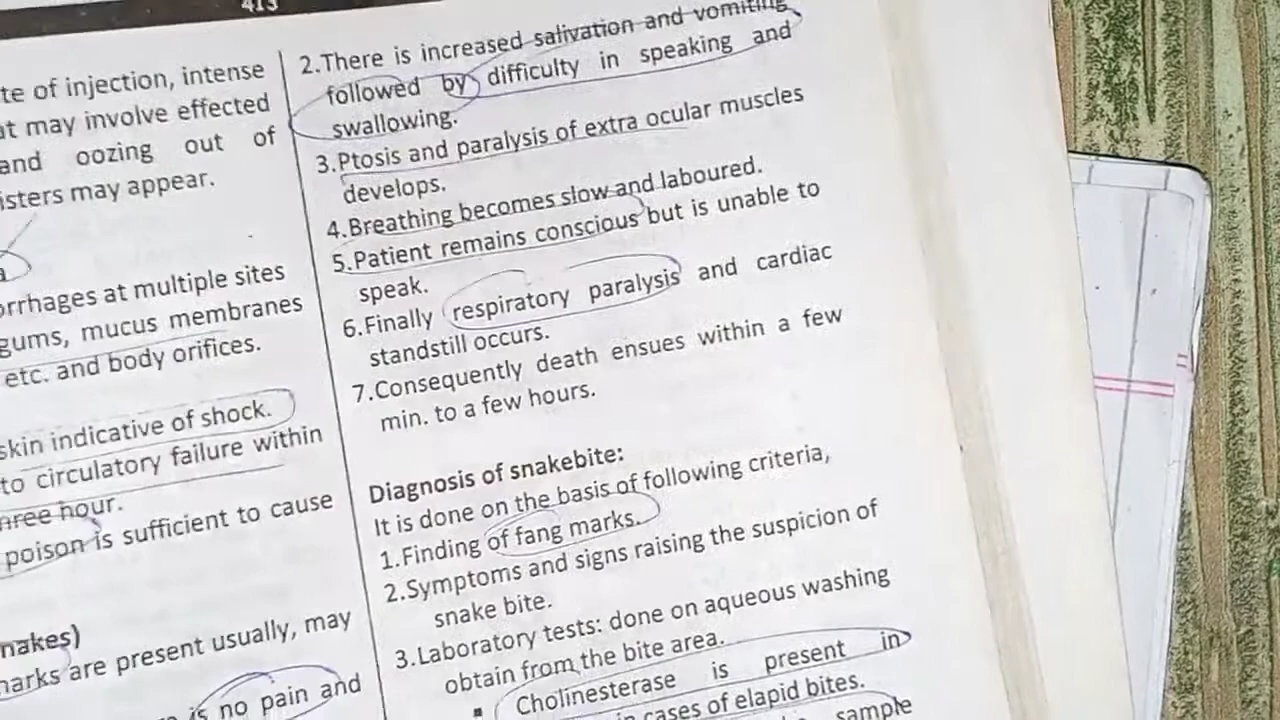 413
te of injection, intense
at may involve effected
and oozing out of
isters may appear.
a
orrhages at multiple sites
gums, mucus membranes
etc. and body orifices.
skin indicative of shock.
to circulatory failure within
hree hour.
poison is sufficient to cause
nakes)
marks are present usually, may
is no pain and
2.There is increased salivation and vomiting
followed by difficulty in speaking and
swallowing.
3.Ptosis and paralysis of extra ocular muscles
develops.
4.Breathing becomes slow and laboured.
5.Patient remains conscious but is unable to
speak.
6.Finally respiratory paralysis and cardiac
standstill occurs.
7.Consequently death ensues within a few
min. to a few hours.
Diagnosis of snakebite:
It is done on the basis of following criteria,
1.Finding of fang marks.
2.Symptoms and signs raising the suspicion of
snake bite.
3.Laboratory tests: done on aqueous washing
obtain from the bite area.
▪ Cholinesterase is present in
in cases of elapid bites.
sample